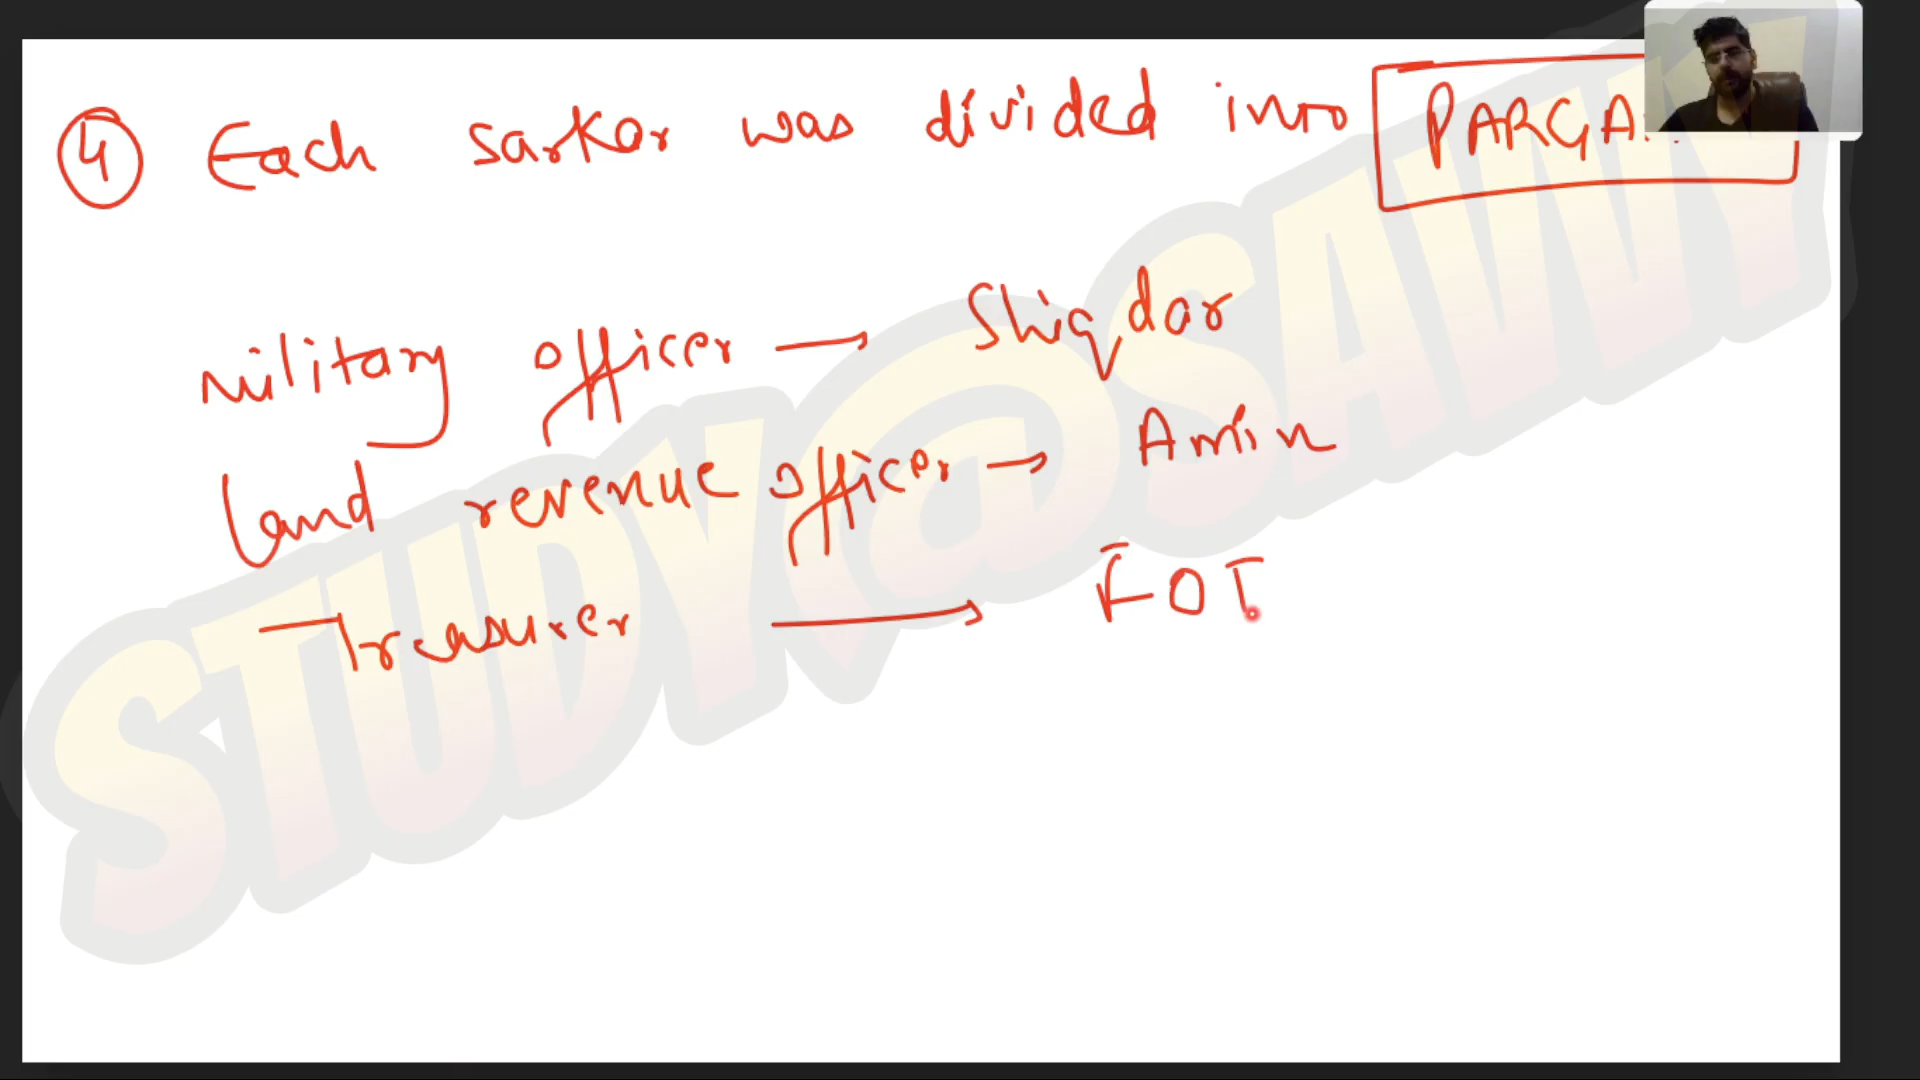 ④ Each sarkar was divided into PARGA
military officer → Shiqdar
land revenue officer → Amin
Treasurer → FOT
STUDY@SAVVY